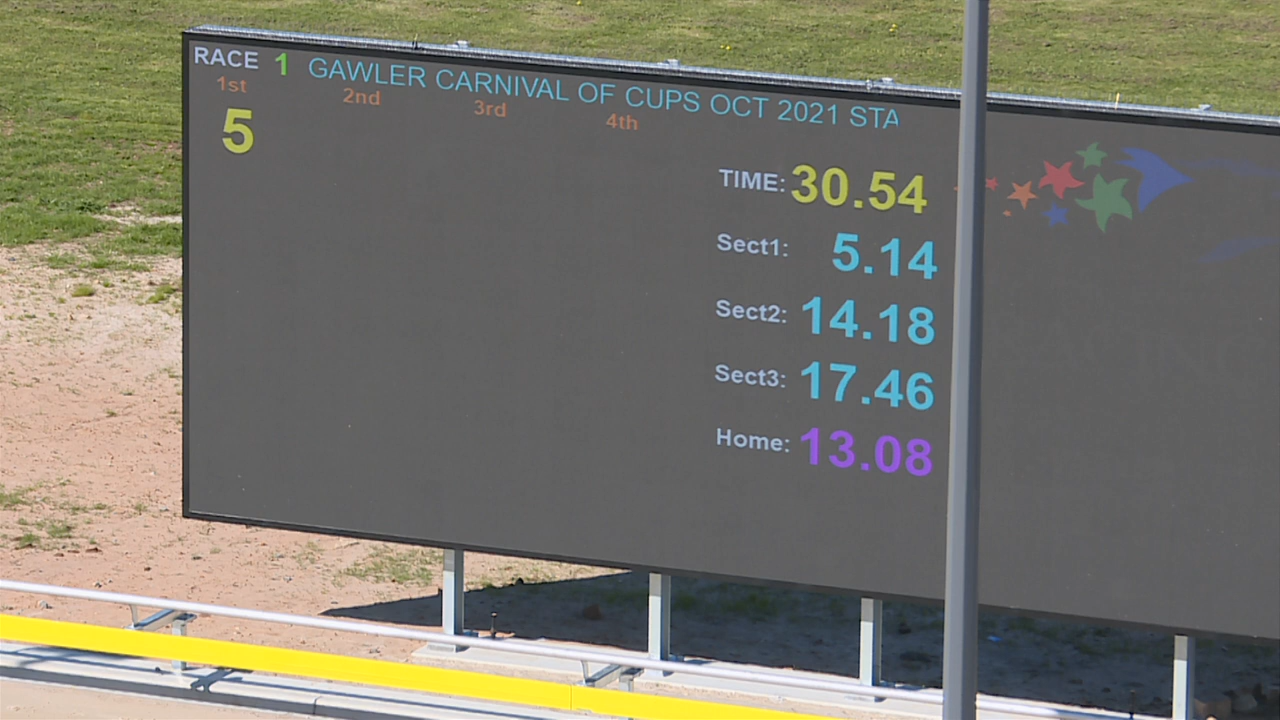 RACE 1 GAWLER CARNIVAL OF CUPS OCT 2021 STA
1st 2nd 3rd 4th
5
TIME: 30.54
Sect1: 5.14
Sect2: 14.18
Sect3: 17.46
Home: 13.08